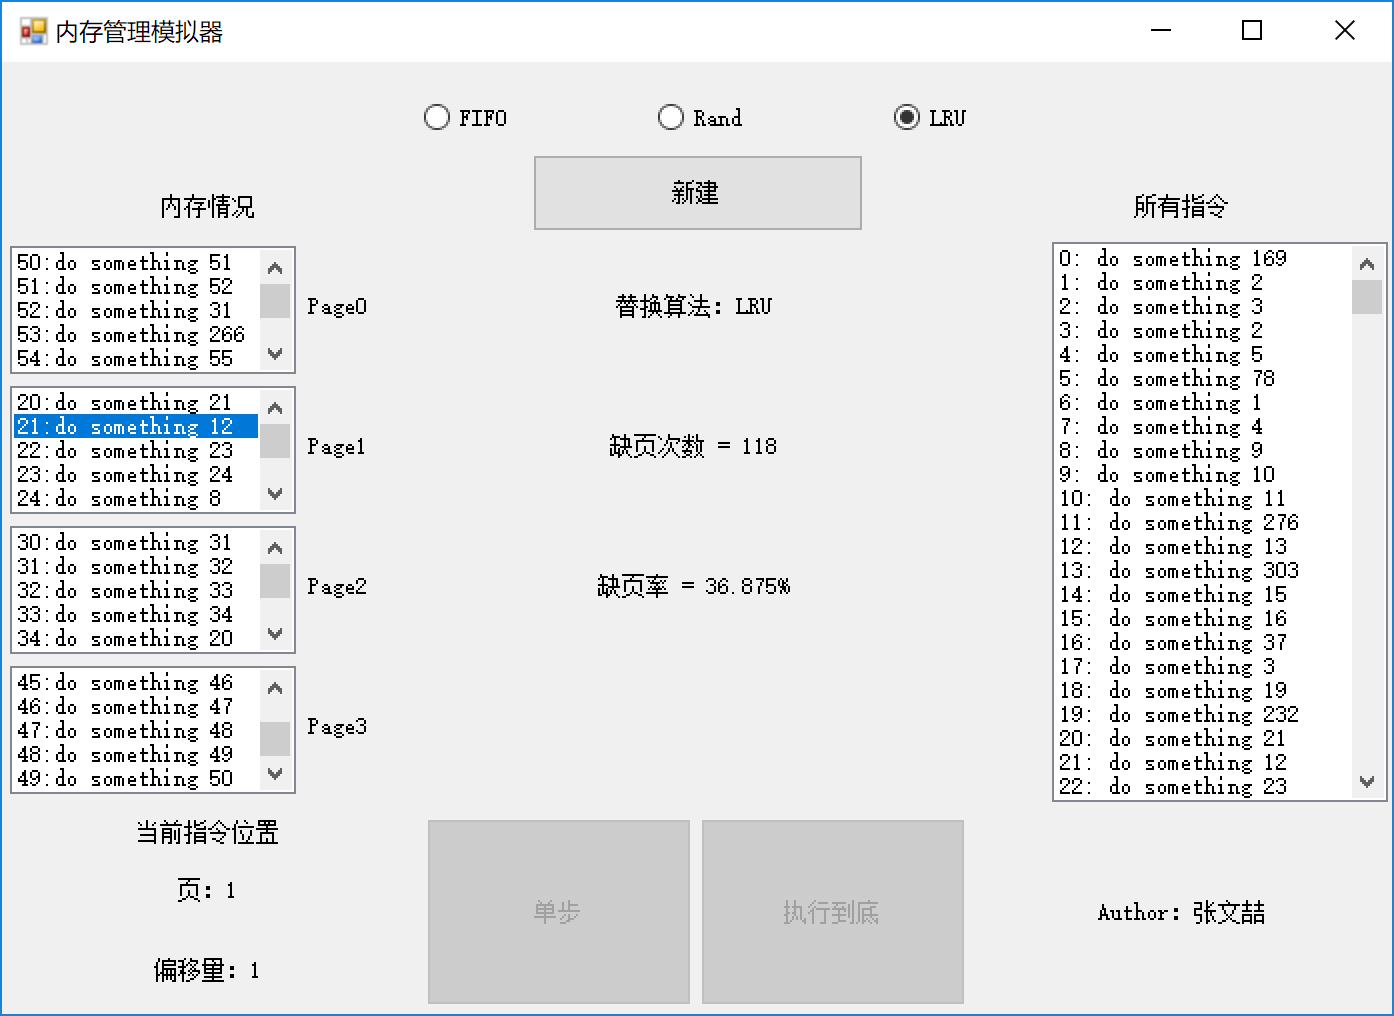 内存管理模拟器
FIFO
Rand
LRU
新建
内存情况
50:do something 51
51:do something 52
52:do something 31
53:do something 266
54:do something 55
Page0
20:do something 21
21:do something 12
22:do something 23
23:do something 24
24:do something 8
Page1
30:do something 31
31:do something 32
32:do something 33
33:do something 34
34:do something 20
Page2
45:do something 46
46:do something 47
47:do something 48
48:do something 49
49:do something 50
Page3
当前指令位置
页: 1
偏移量: 1
替换算法: LRU
缺页次数 = 118
缺页率 = 36.875%
单步
执行到底
所有指令
0: do something 169
1: do something 2
2: do something 3
3: do something 2
4: do something 5
5: do something 78
6: do something 1
7: do something 4
8: do something 9
9: do something 10
10: do something 11
11: do something 276
12: do something 13
13: do something 303
14: do something 15
15: do something 16
16: do something 37
17: do something 3
18: do something 19
19: do something 232
20: do something 21
21: do something 12
22: do something 23
Author: 张文喆